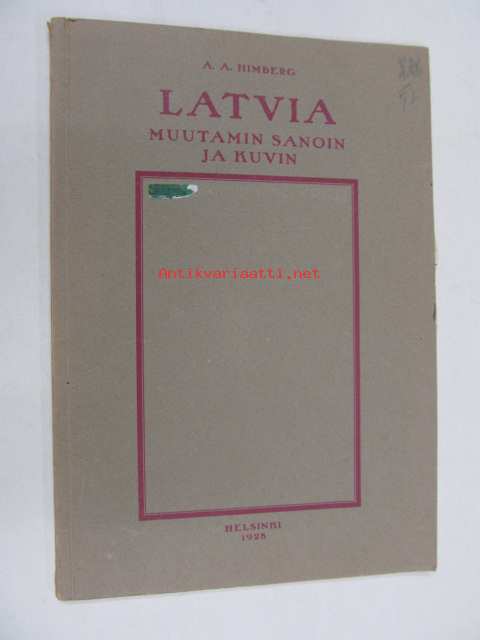 A. A. HIMBERG
LATVIA
MUUTAMIN SANOIN
JA KUVIN
Antikvariaatti.net
HELSINKI
1928